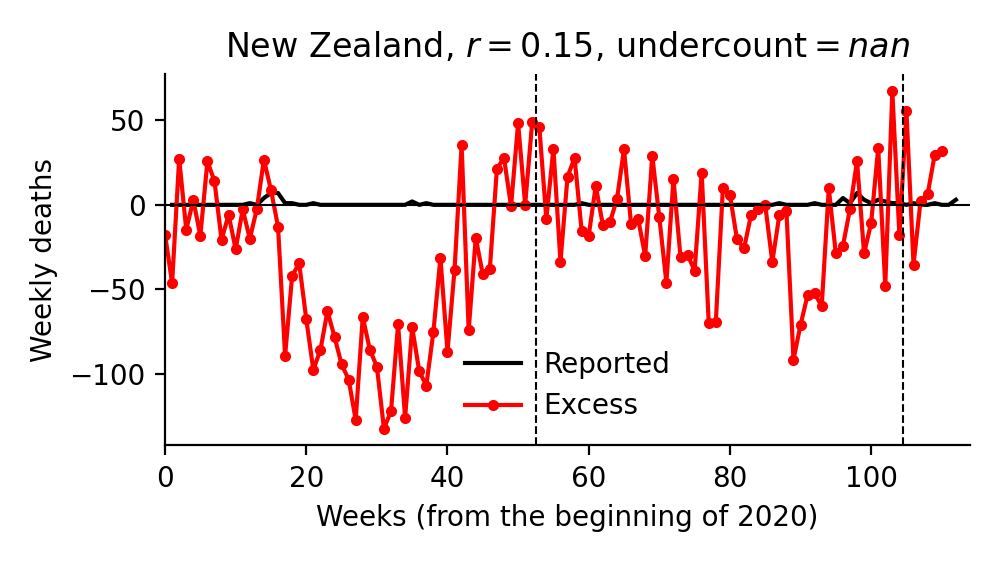 New Zealand, r = 0.15, undercount = nan
Weekly deaths
50
0
−50
−100
Reported
Excess
0 20 40 60 80 100
Weeks (from the beginning of 2020)